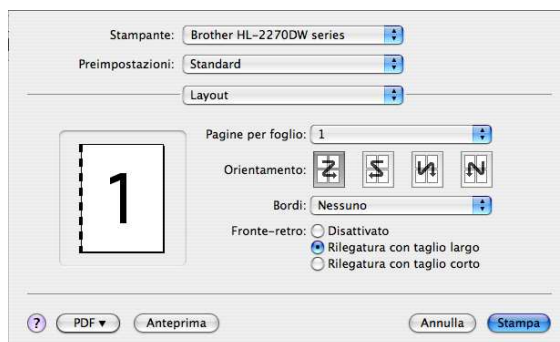 Stampante: Brother HL-2270DW series
Preimpostazioni: Standard
Layout
Pagine per foglio: 1
Orientamento:
Bordi: Nessuno
Fronte-retro: Disattivato
Rilegatura con taglio largo
Rilegatura con taglio corto
1
? PDF ▼ Anteprima Annulla Stampa